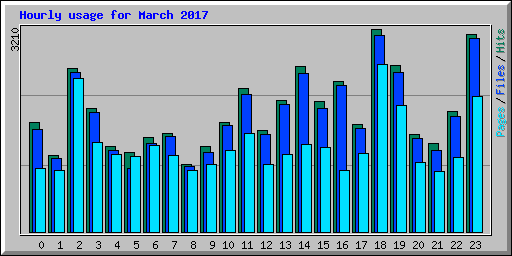 Hourly usage for March 2017
3210
Pages/Files/Hits
0 1 2 3 4 5 6 7 8 9 10 11 12 13 14 15 16 17 18 19 20 21 22 23